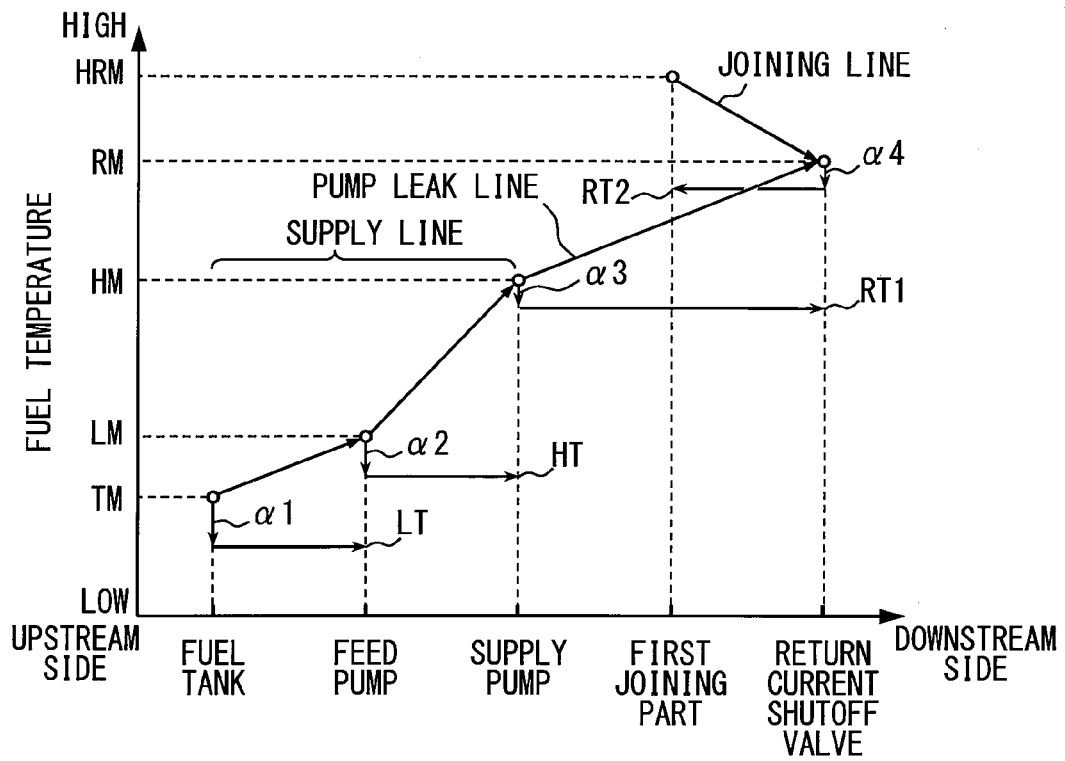 HIGH
HRM
JOINING LINE
RM
α4
RT2
PUMP LEAK LINE
SUPPLY LINE
HM
α3
RT1
FUEL TEMPERATURE
LM
α2
HT
TM
α1
LT
LOW
UPSTREAM
SIDE
FUEL
TANK
FEED
PUMP
SUPPLY
PUMP
FIRST
JOINING
PART
RETURN
CURRENT
SHUTOFF
VALVE
DOWNSTREAM
SIDE